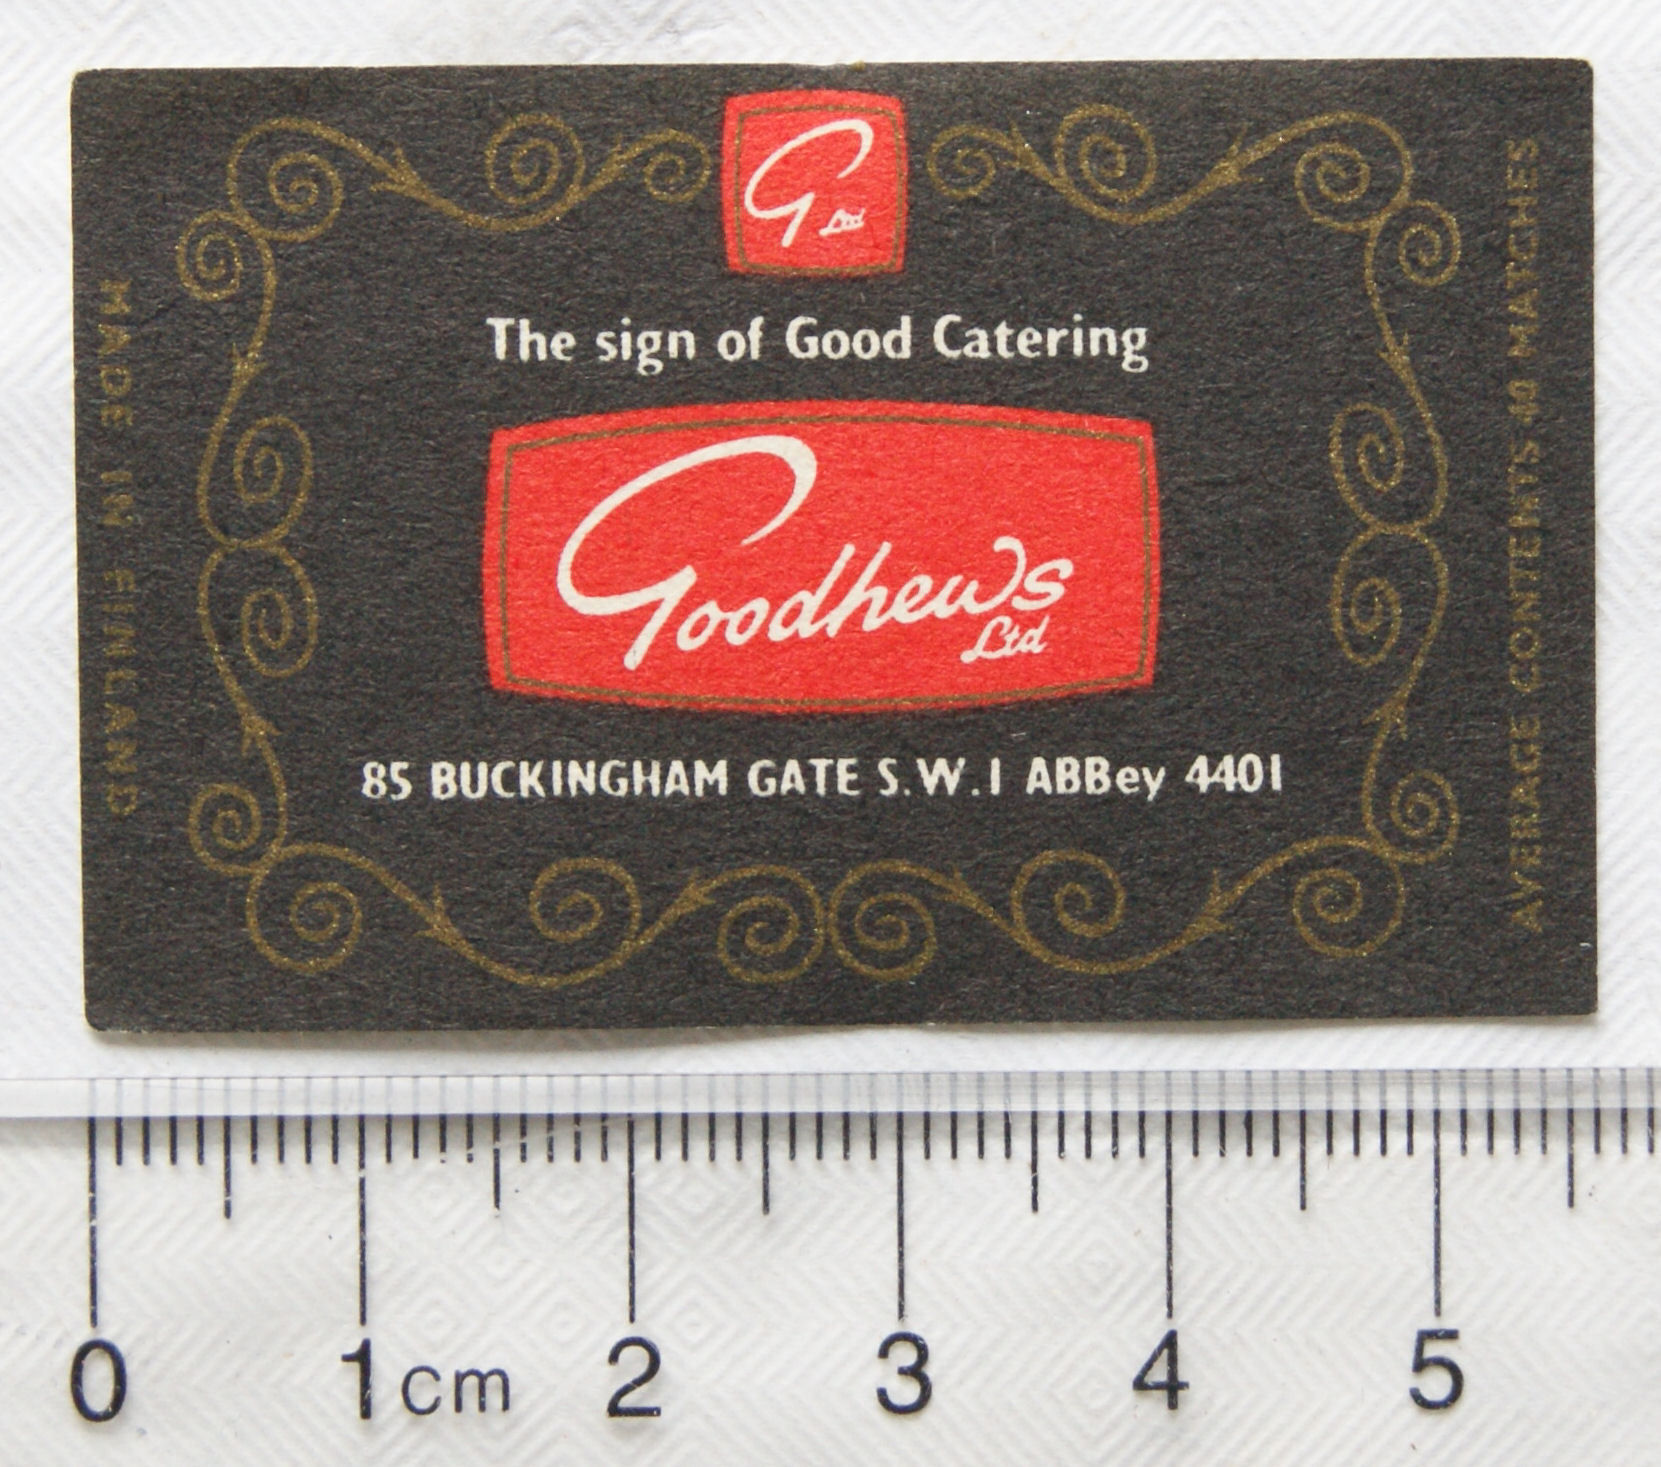 G Ltd
The sign of Good Catering
Goodhews
Ltd
85 BUCKINGHAM GATE S.W.1 ABBey 4401
MADE IN FINLAND
AVERAGE CONTENTS 40 MATCHES
0 1cm 2 3 4 5